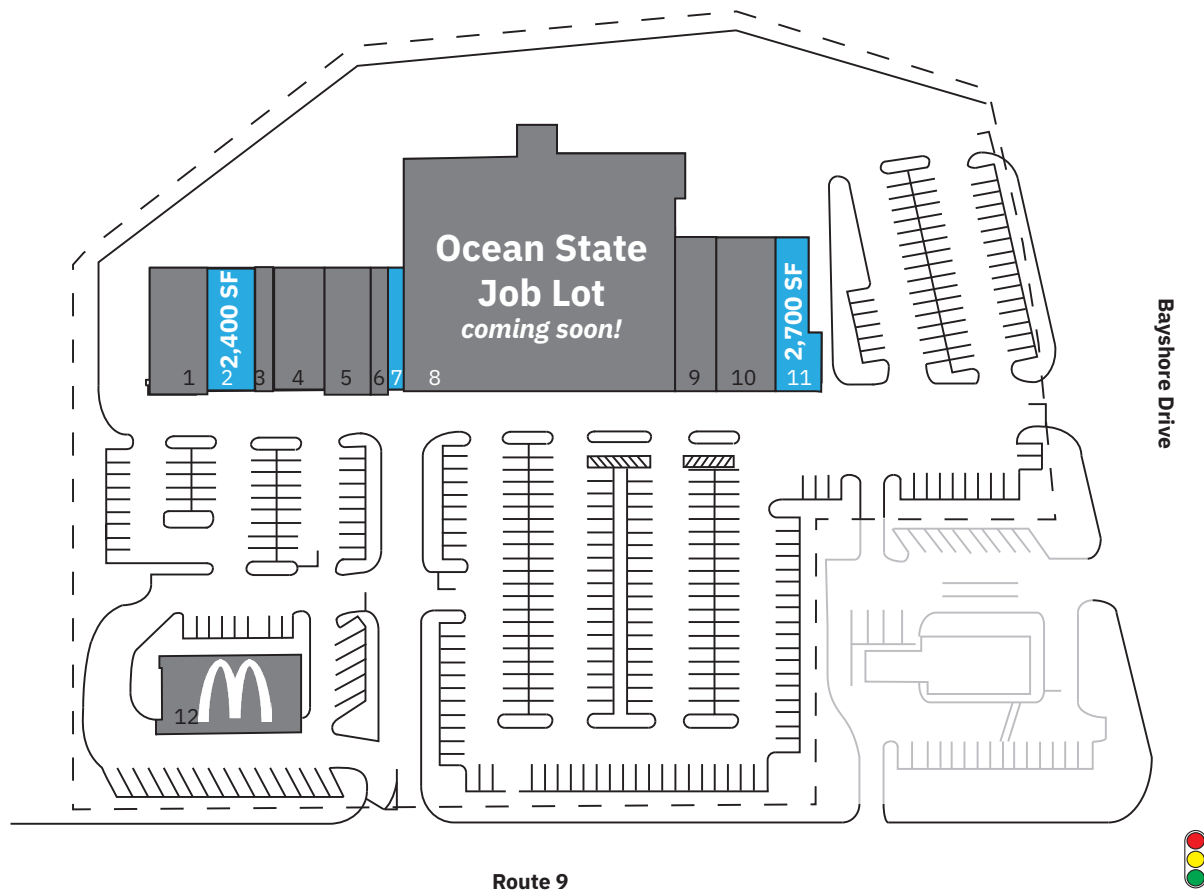 Ocean State
Job Lot
coming soon!
2,400 SF
2,700 SF
1
2
3
4
5
6
7
8
9
10
11
12
Bayshore Drive
Route 9